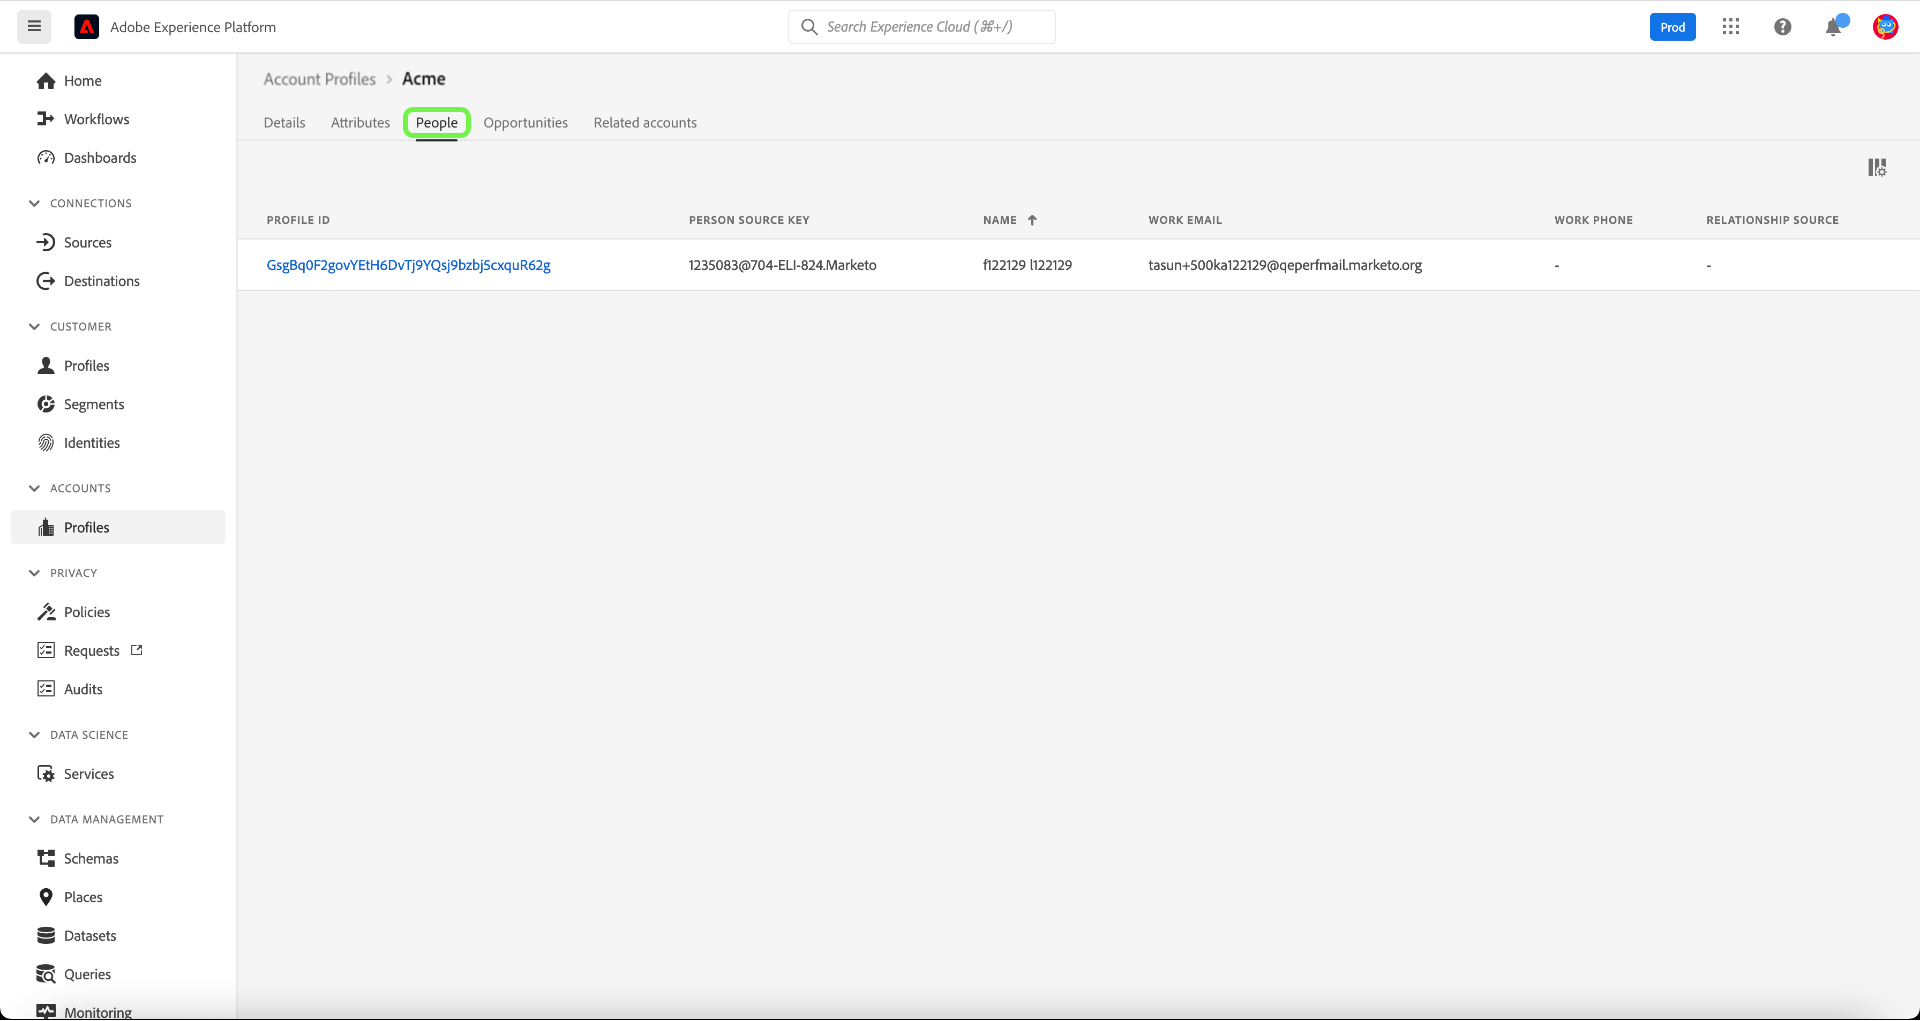 Adobe Experience Platform
Search Experience Cloud (⌘+/)
Prod
Home
Workflows
Dashboards
CONNECTIONS
Sources
Destinations
CUSTOMER
Profiles
Segments
Identities
ACCOUNTS
Profiles
PRIVACY
Policies
Requests
Audits
DATA SCIENCE
Services
DATA MANAGEMENT
Schemas
Places
Datasets
Queries
Monitoring
Account Profiles > Acme
Details Attributes People Opportunities Related accounts
PROFILE ID PERSON SOURCE KEY NAME ↑ WORK EMAIL WORK PHONE RELATIONSHIP SOURCE
GsgBq0F2govYEtH6DvTj9YQsj9bzbj5cxquR62g 1235083@704-ELI-824.Marketo f122129 l122129 tasun+500ka122129@qeperfmail.marketo.org - -